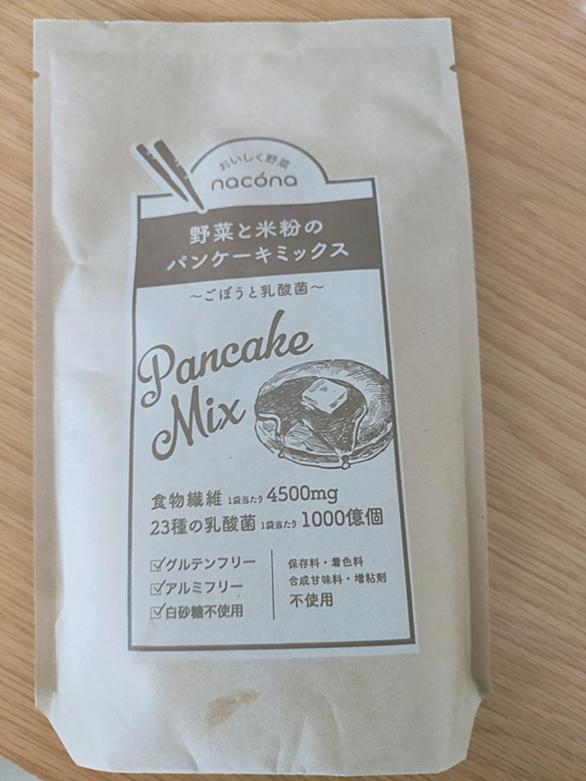 おいしく野菜
nacóna
野菜と米粉の
パンケーキミックス
～ごぼうと乳酸菌～
Pancake
Mix
食物繊維 1袋当たり 4500mg
23種の乳酸菌 1袋当たり 1000億個
☑グルテンフリー
☑アルミフリー
☑白砂糖不使用
保存料・着色料
合成甘味料・増粘剤
不使用